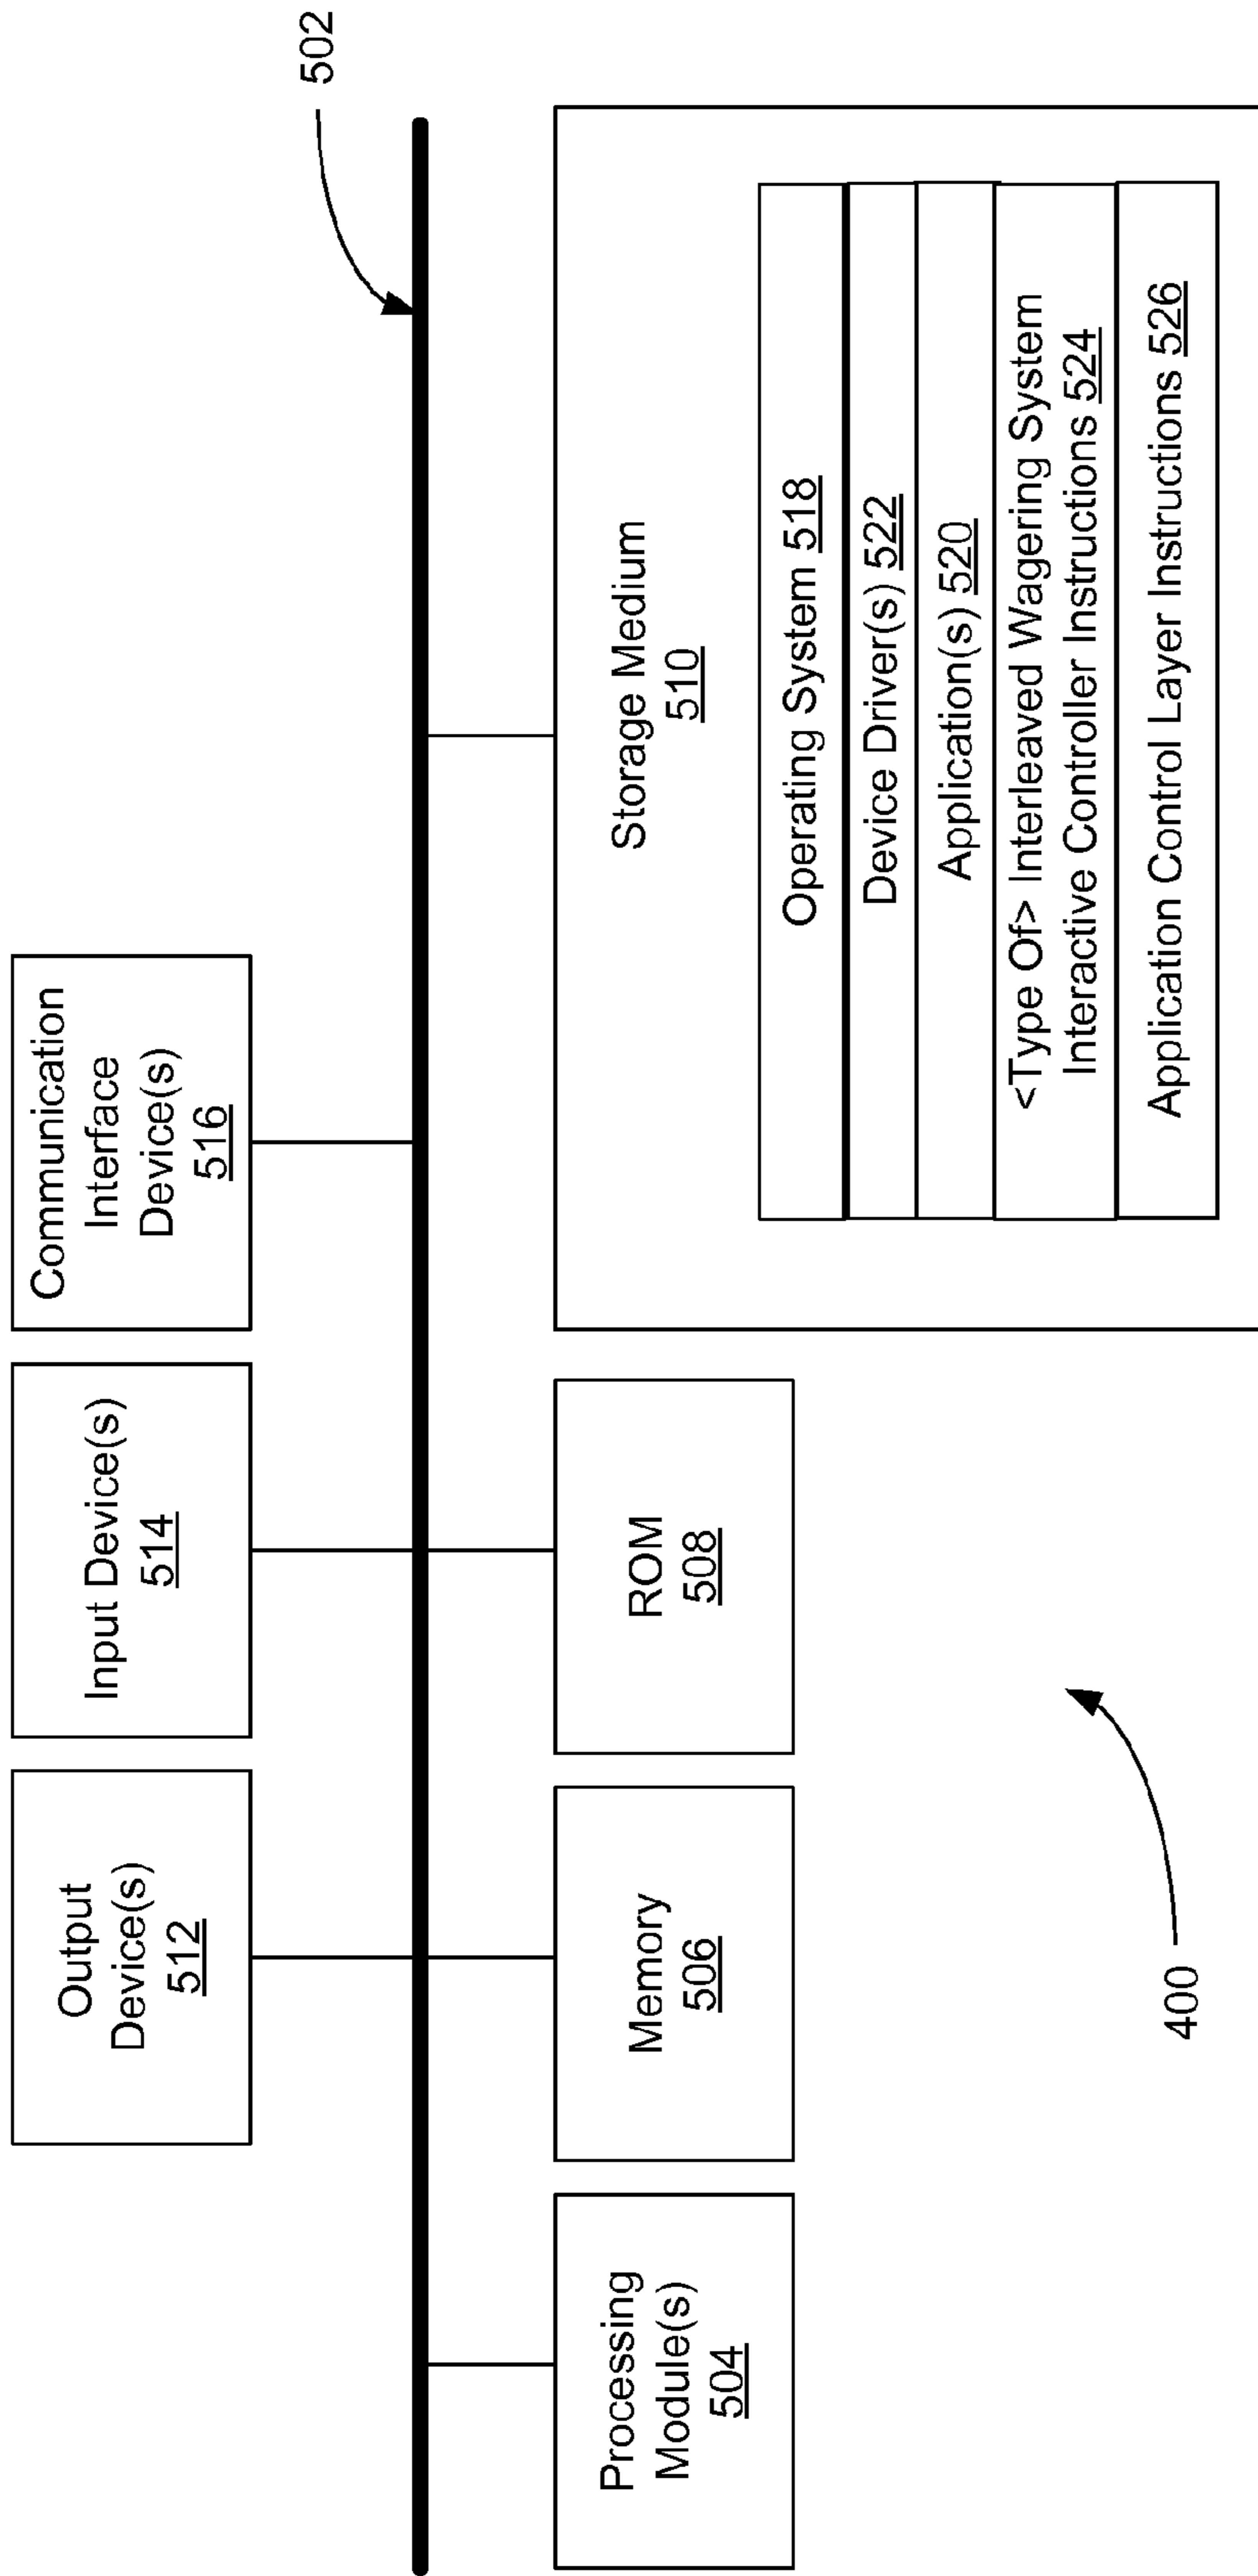 502
Output
Device(s)
512
Input Device(s)
514
Communication
Interface
Device(s)
516
Processing
Module(s)
504
Memory
506
ROM
508
Storage Medium
510
Operating System 518
Device Driver(s) 522
Application(s) 520
<Type Of> Interleaved Wagering System
Interactive Controller Instructions 524
Application Control Layer Instructions 526
400